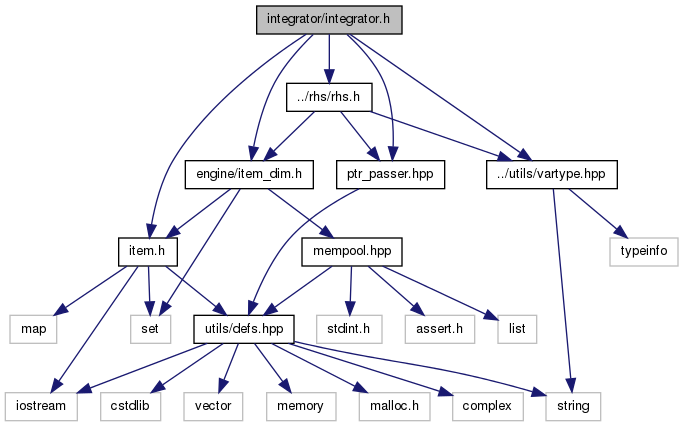 integrator/integrator.h
../rhs/rhs.h
engine/item_dim.h
ptr_passer.hpp
../utils/vartype.hpp
item.h
mempool.hpp
typeinfo
map
set
utils/defs.hpp
stdint.h
assert.h
list
iostream
cstdlib
vector
memory
malloc.h
complex
string